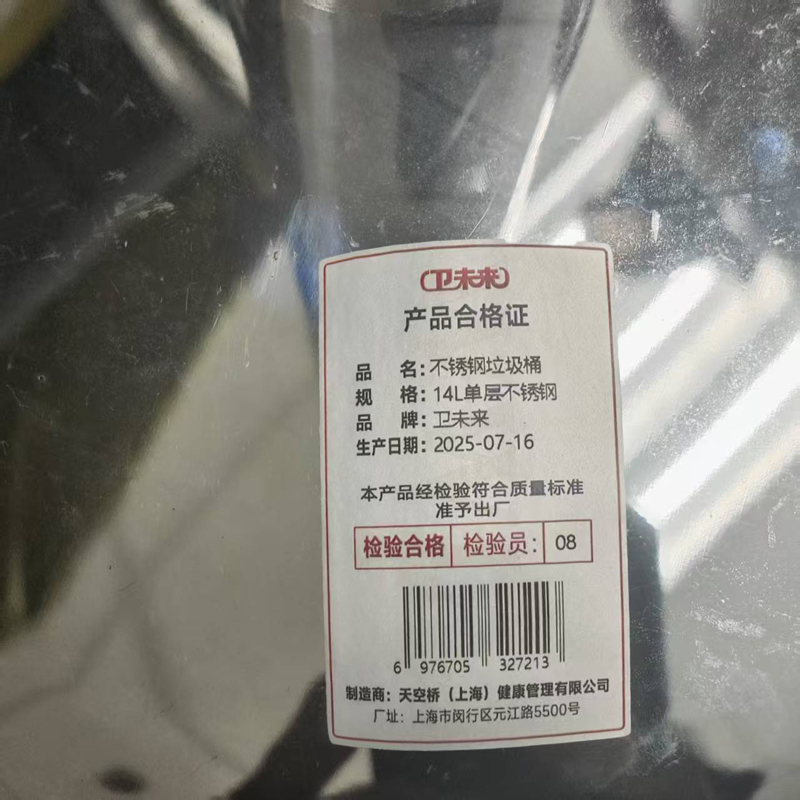 卫未来
产品合格证
品 名：不锈钢垃圾桶
规 格：14L单层不锈钢
品 牌：卫未来
生产日期：2025-07-16
本产品经检验符合质量标准
准予出厂
检验合格 检验员：08
6 976705 327213
制造商：天空桥（上海）健康管理有限公司
厂址：上海市闵行区元江路5500号